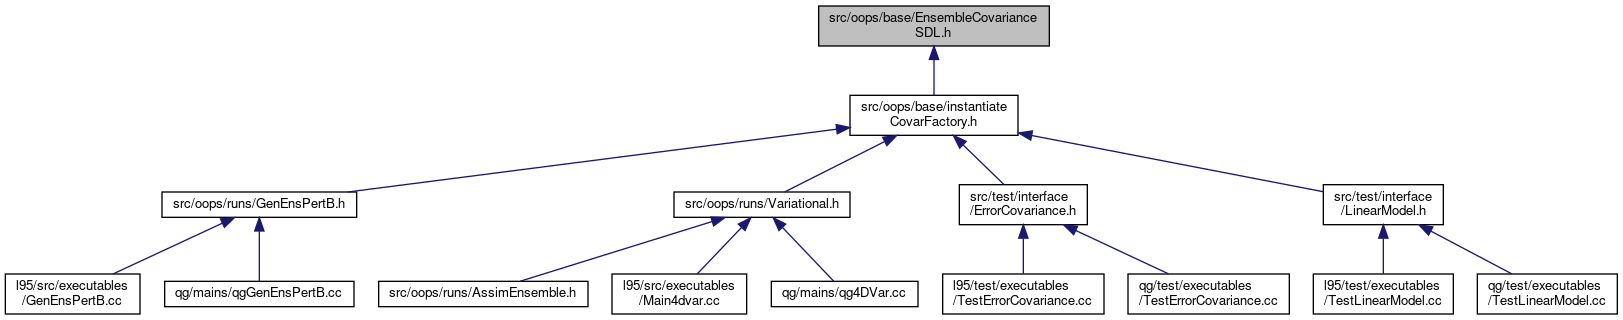 src/oops/base/EnsembleCovariance
SDL.h
src/oops/base/instantiate
CovarFactory.h
src/oops/runs/GenEnsPertB.h
src/oops/runs/Variational.h
src/test/interface
/ErrorCovariance.h
src/test/interface
/LinearModel.h
l95/src/executables
/GenEnsPertB.cc
qg/mains/qgGenEnsPertB.cc
src/oops/runs/AssimEnsemble.h
l95/src/executables
/Main4dvar.cc
qg/mains/qg4DVar.cc
l95/test/executables
/TestErrorCovariance.cc
qg/test/executables
/TestErrorCovariance.cc
l95/test/executables
/TestLinearModel.cc
qg/test/executables
/TestLinearModel.cc